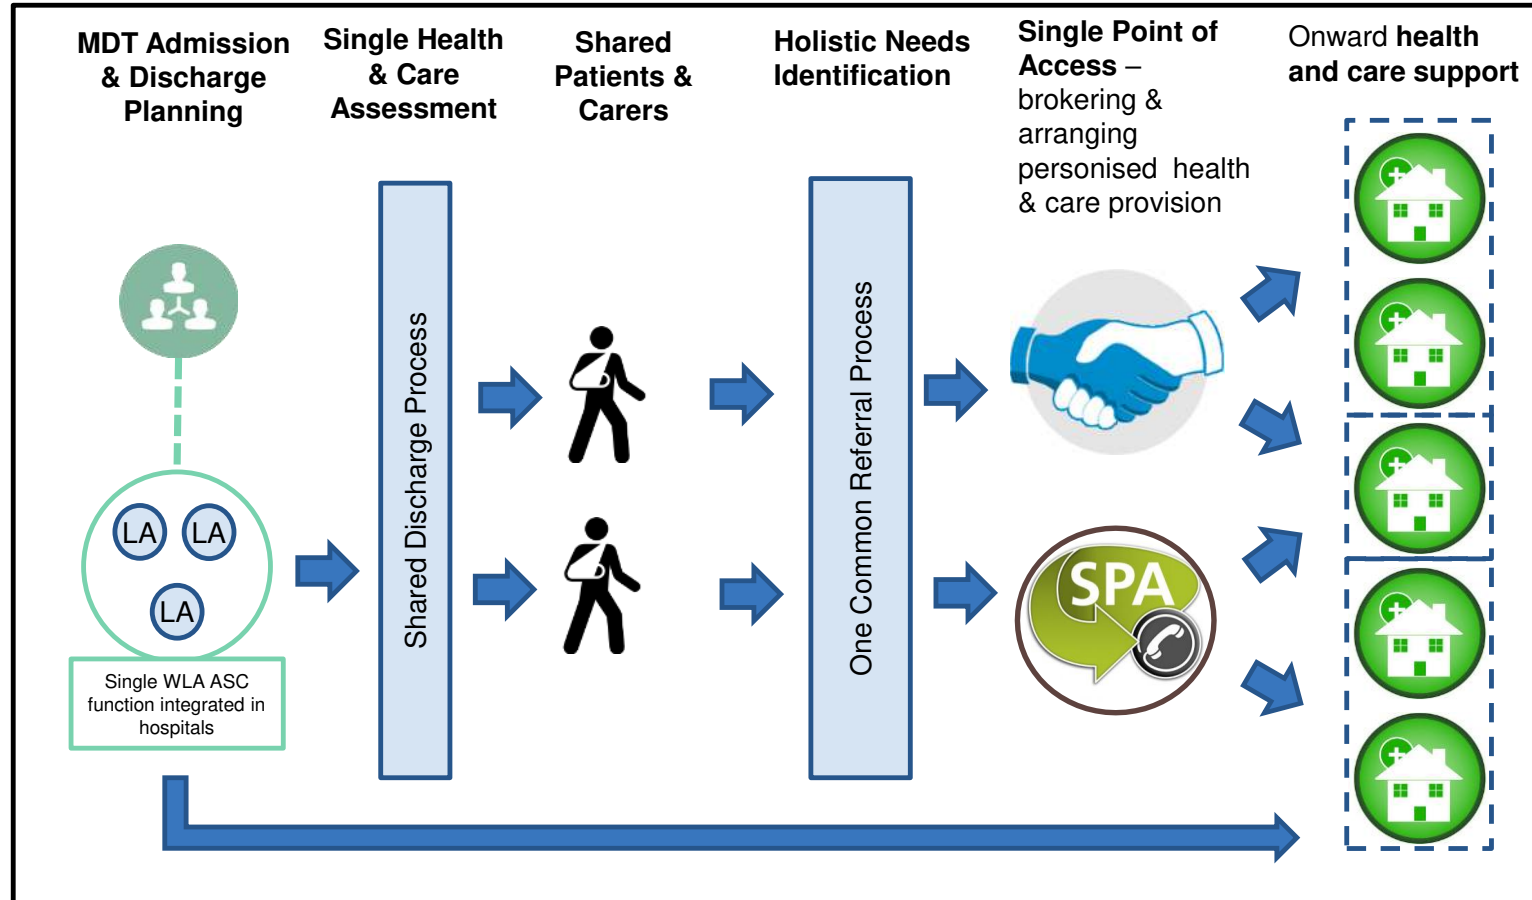 MDT Admission
& Discharge
Planning
Single Health
& Care
Assessment
Shared
Patients &
Carers
Holistic Needs
Identification
Single Point of
Access –
brokering &
arranging
personised health
& care provision
Onward health
and care support
LA
LA
LA
Single WLA ASC
function integrated in
hospitals
Shared Discharge Process
One Common Referral Process
SPA